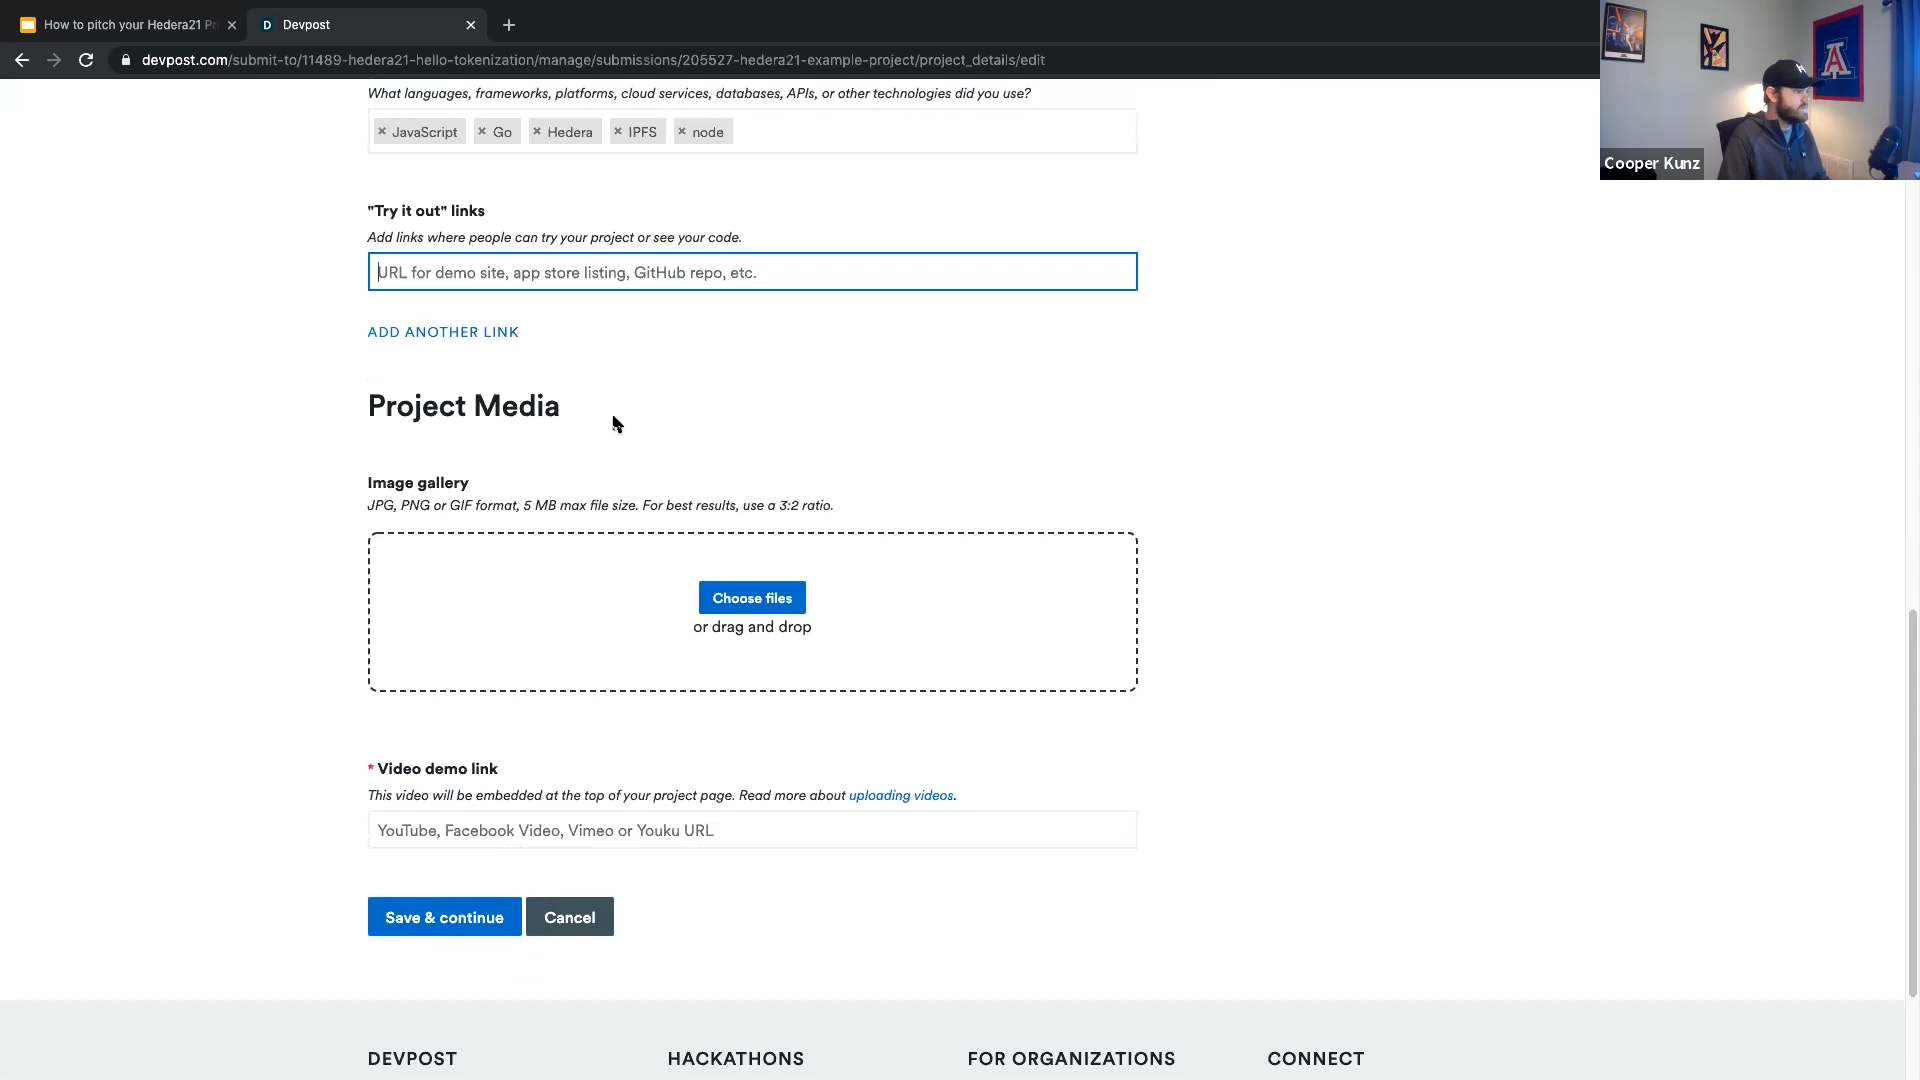 How to pitch your Hedera21 Pr
Devpost
devpost.com/submit-to/11489-hedera21-hello-tokenization/manage/submissions/205527-hedera21-example-project/project_details/edit
Cooper Kunz
What languages, frameworks, platforms, cloud services, databases, APIs, or other technologies did you use?
× JavaScript × Go × Hedera × IPFS × node
"Try it out" links
Add links where people can try your project or see your code.
URL for demo site, app store listing, GitHub repo, etc.
ADD ANOTHER LINK
Project Media
Image gallery
JPG, PNG or GIF format, 5 MB max file size. For best results, use a 3:2 ratio.
Choose files
or drag and drop
* Video demo link
This video will be embedded at the top of your project page. Read more about uploading videos.
YouTube, Facebook Video, Vimeo or Youku URL
Save & continue Cancel
DEVPOST HACKATHONS FOR ORGANIZATIONS CONNECT